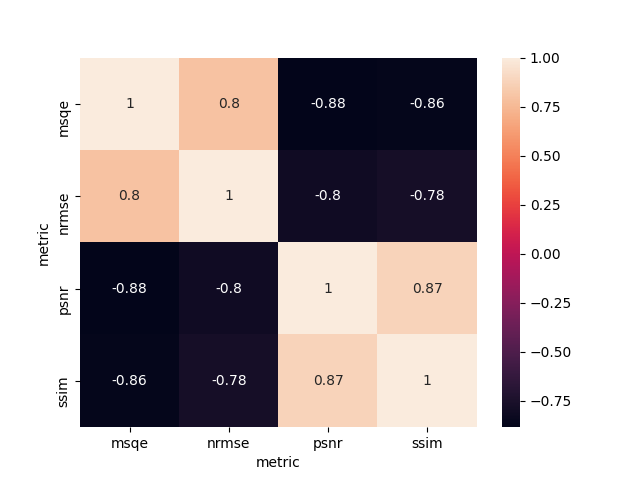 msqe 1 0.8 -0.88 -0.86
nrmse 0.8 1 -0.8 -0.78
psnr -0.88 -0.8 1 0.87
ssim -0.86 -0.78 0.87 1
msqe nrmse psnr ssim
metric
metric
1.00
0.75
0.50
0.25
0.00
−0.25
−0.50
−0.75